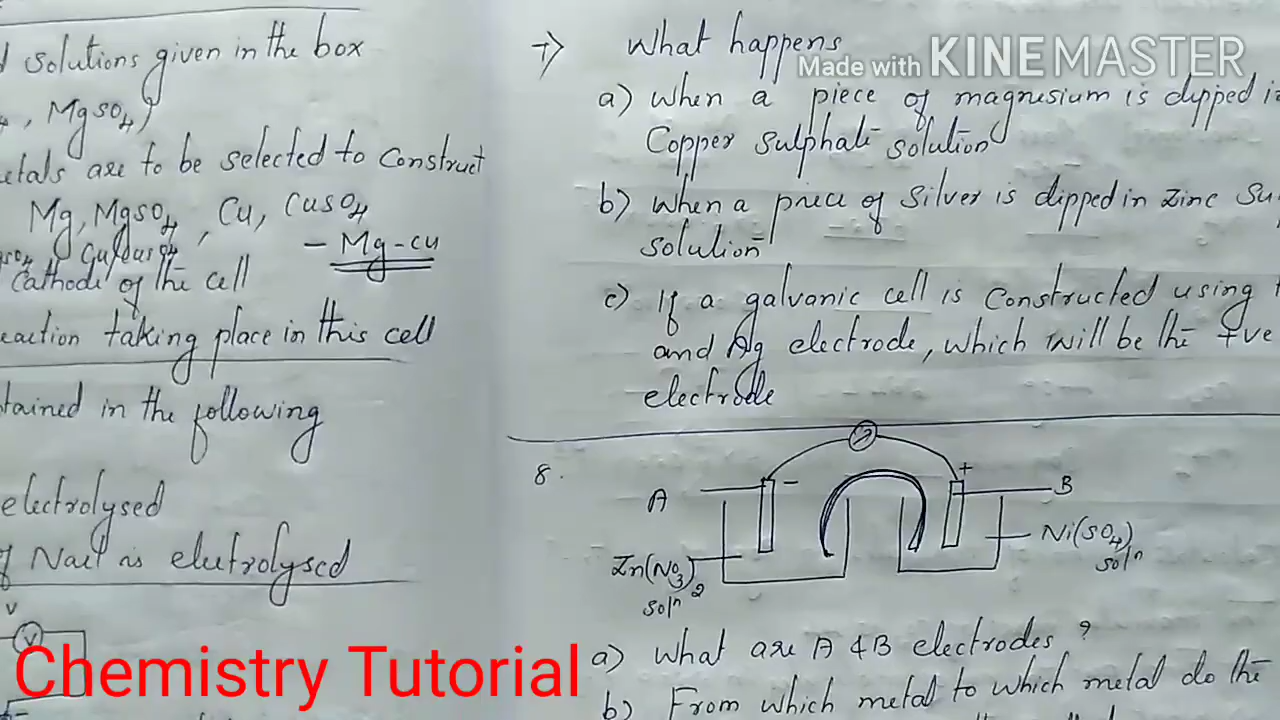 solutions given in the box
, MgSO4)
etals are to be selected to construct
Mg, MgSO4, Cu, CuSO4
- Mg-Cu
Cathode of the cell
eaction taking place in this cell
tained in the following
electrolysed
of NaCl is electrolysed
V
V
7) What happens
a) When a piece of magnesium is dipped i
Copper Sulphate solution
b) When a piece of Silver is dipped in Zinc Su
solution
c) If a galvanic cell is Constructed using
and Ag electrode, which will be the +ve
electrode
8.
A - + B
Zn(NO3)2
soln
Ni(SO4)
soln
a) What are A & B electrodes ?
b) From which metal to which metal do the
Made with KINEMASTER
Chemistry Tutorial